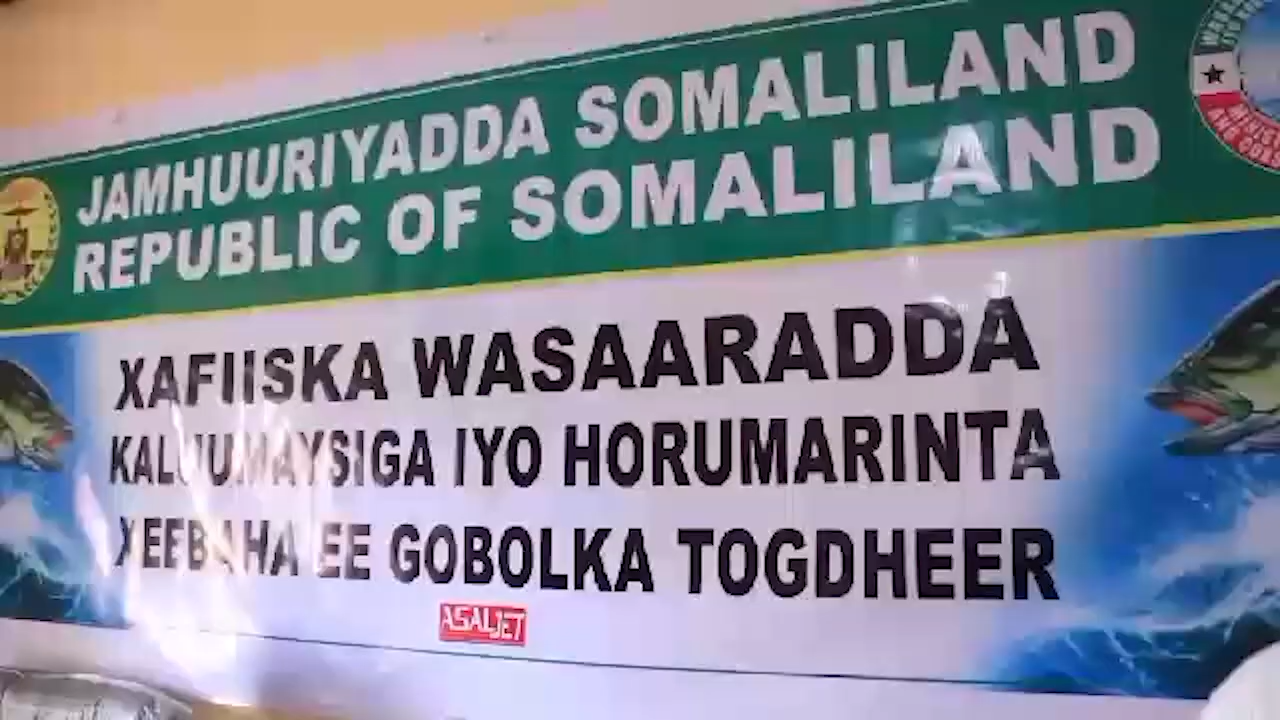 JAMHUURIYADDA SOMALILAND
REPUBLIC OF SOMALILAND
XAFIISKA WASAARADDA
KALUUMAYSIGA IYO HORUMARINTA
XEEBAHA EE GOBOLKA TOGDHEER
ASALJET